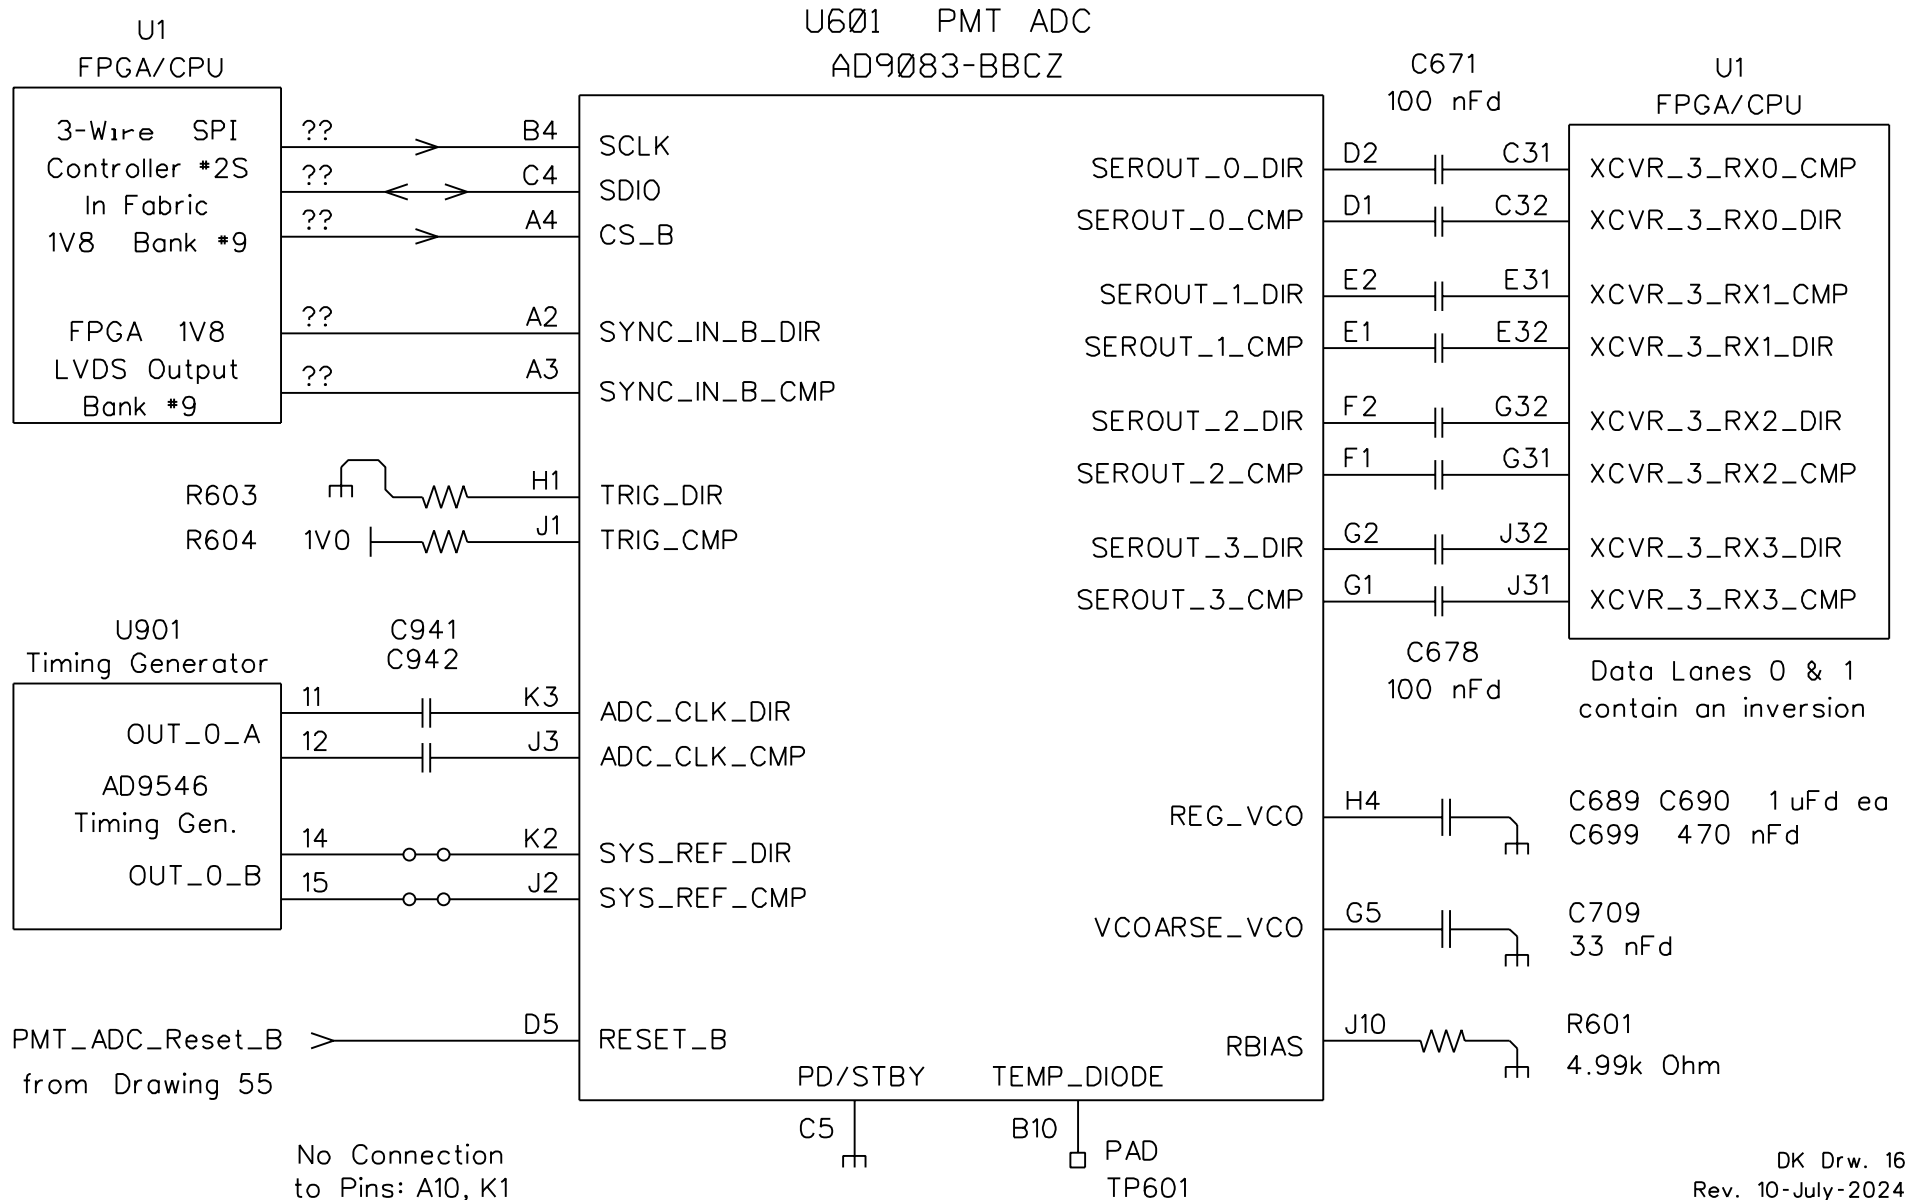 U601 PMT ADC
AD9083-BBCZ
U1
FPGA/CPU
3-Wire SPI
Controller #2S
In Fabric
1V8 Bank #9
FPGA 1V8
LVDS Output
Bank #9
?? B4 SCLK
?? C4 SDIO
?? A4 CS_B
?? A2 SYNC_IN_B_DIR
?? A3 SYNC_IN_B_CMP
R603 H1 TRIG_DIR
R604 1V0 J1 TRIG_CMP
U901
Timing Generator
C941
C942
OUT_0_A
AD9546
Timing Gen.
OUT_0_B
11 K3 ADC_CLK_DIR
12 J3 ADC_CLK_CMP
14 K2 SYS_REF_DIR
15 J2 SYS_REF_CMP
PMT_ADC_Reset_B D5 RESET_B
from Drawing 55
C671
100 nFd
U1
FPGA/CPU
SEROUT_0_DIR D2 C31 XCVR_3_RX0_CMP
SEROUT_0_CMP D1 C32 XCVR_3_RX0_DIR
SEROUT_1_DIR E2 E31 XCVR_3_RX1_CMP
SEROUT_1_CMP E1 E32 XCVR_3_RX1_DIR
SEROUT_2_DIR F2 G32 XCVR_3_RX2_DIR
SEROUT_2_CMP F1 G31 XCVR_3_RX2_CMP
SEROUT_3_DIR G2 J32 XCVR_3_RX3_DIR
SEROUT_3_CMP G1 J31 XCVR_3_RX3_CMP
C678
100 nFd
Data Lanes 0 & 1
contain an inversion
REG_VCO H4 C689 C690 1uFd ea
C699 470 nFd
VCOARSE_VCO G5 C709
33 nFd
RBIAS J10 R601
4.99k Ohm
PD/STBY TEMP_DIODE
C5 B10 PAD
TP601
No Connection
to Pins: A10, K1
DK Drw. 16
Rev. 10-July-2024